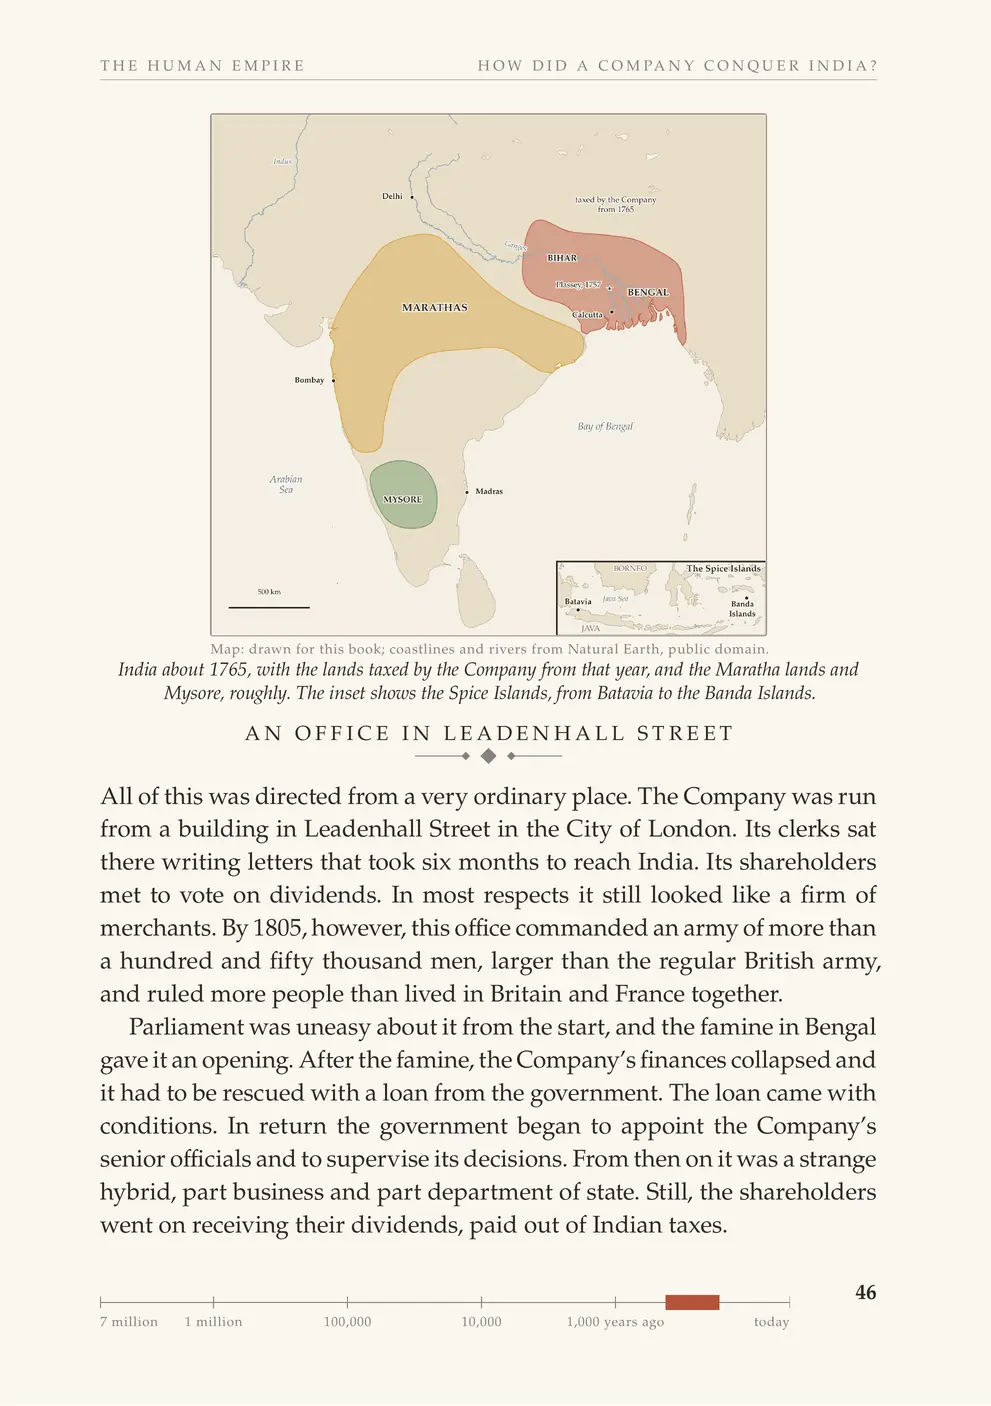 THE HUMAN EMPIRE
HOW DID A COMPANY CONQUER INDIA?
Indus
Delhi
taxed by the Company
from 1765
Ganges
BIHAR
Plassey, 1757
BENGAL
MARATHAS
Calcutta
Bombay
Bay of Bengal
Arabian
Sea
MYSORE
Madras
500 km
BORNEO
The Spice Islands
Batavia
Java Sea
Banda
Islands
JAVA
Map: drawn for this book; coastlines and rivers from Natural Earth, public domain.
India about 1765, with the lands taxed by the Company from that year, and the Maratha lands and
Mysore, roughly. The inset shows the Spice Islands, from Batavia to the Banda Islands.
AN OFFICE IN LEADENHALL STREET
All of this was directed from a very ordinary place. The Company was run
from a building in Leadenhall Street in the City of London. Its clerks sat
there writing letters that took six months to reach India. Its shareholders
met to vote on dividends. In most respects it still looked like a firm of
merchants. By 1805, however, this office commanded an army of more than
a hundred and fifty thousand men, larger than the regular British army,
and ruled more people than lived in Britain and France together.
Parliament was uneasy about it from the start, and the famine in Bengal
gave it an opening. After the famine, the Company's finances collapsed and
it had to be rescued with a loan from the government. The loan came with
conditions. In return the government began to appoint the Company's
senior officials and to supervise its decisions. From then on it was a strange
hybrid, part business and part department of state. Still, the shareholders
went on receiving their dividends, paid out of Indian taxes.
46
7 million
1 million
100,000
10,000
1,000 years ago
today